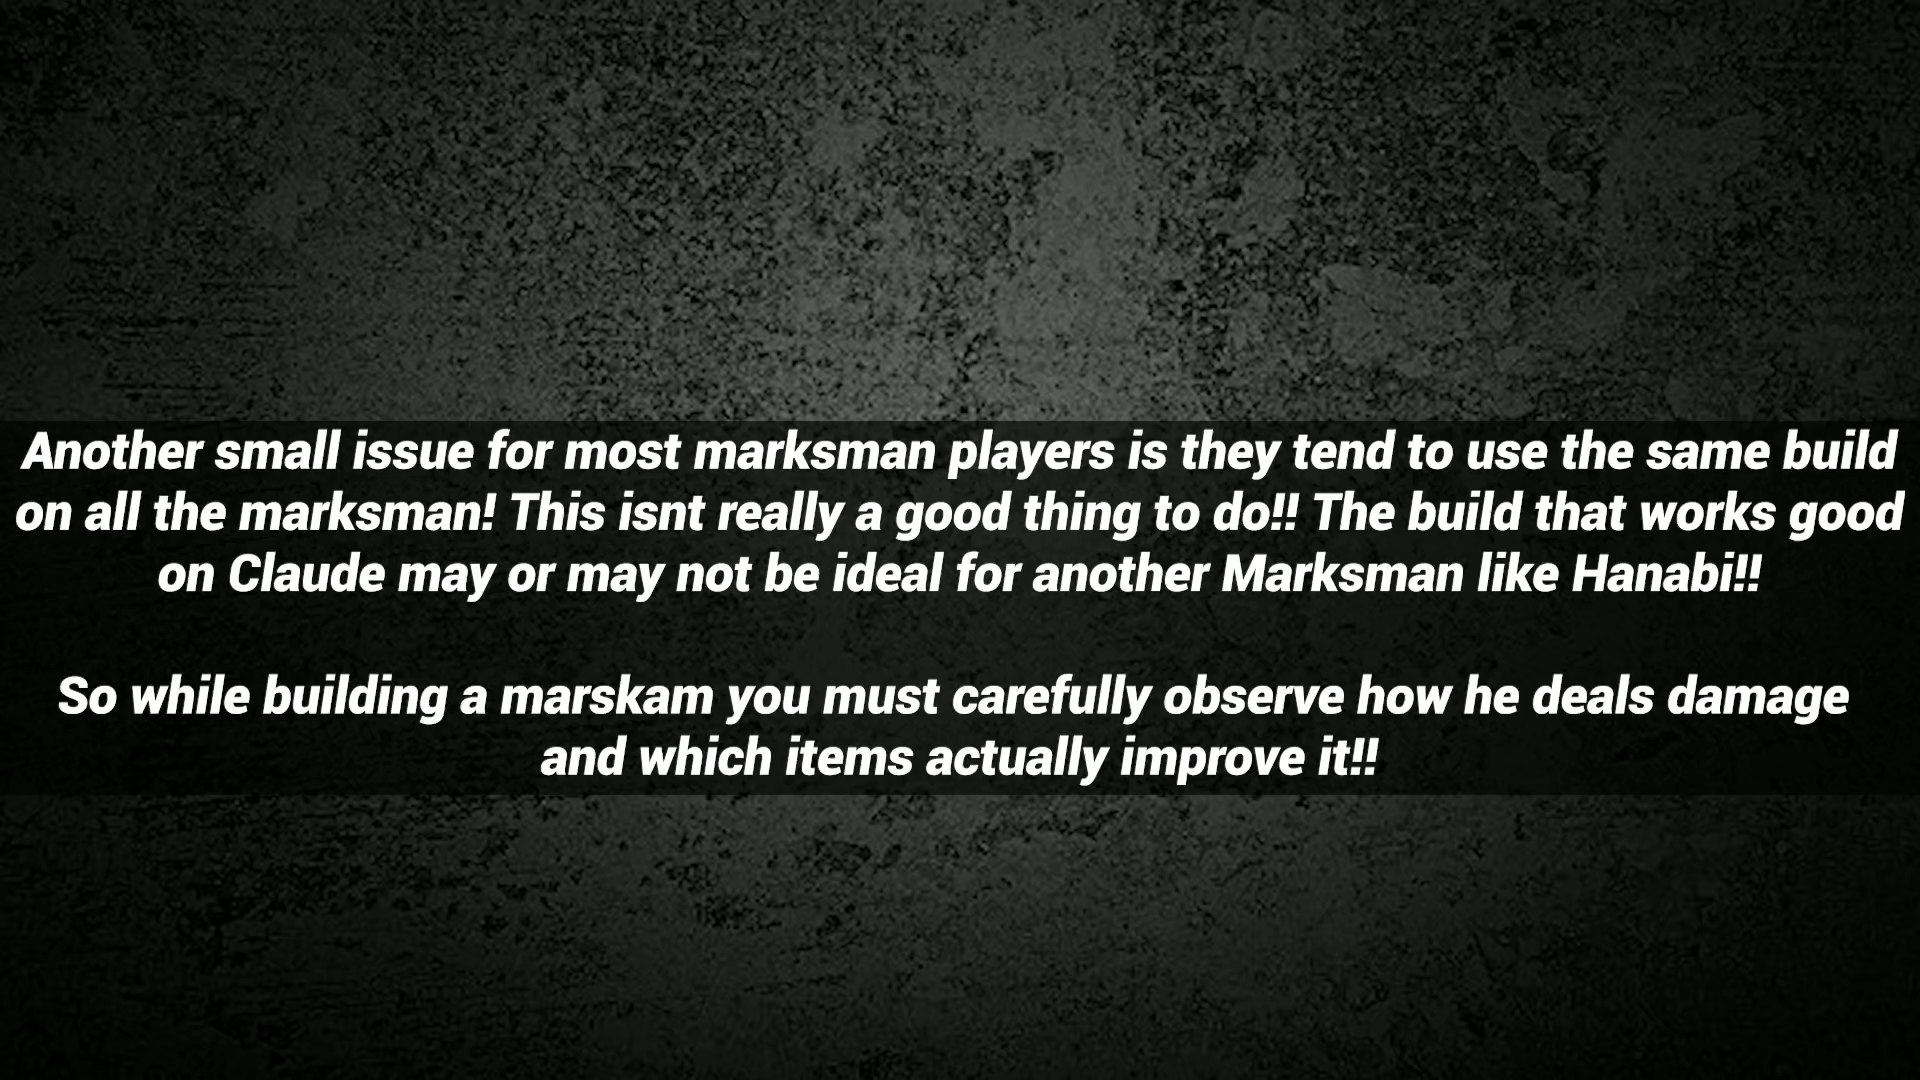 Another small issue for most marksman players is they tend to use the same build
on all the marksman! This isnt really a good thing to do!! The build that works good
on Claude may or may not be ideal for another Marksman like Hanabi!!
So while building a marskam you must carefully observe how he deals damage
and which items actually improve it!!